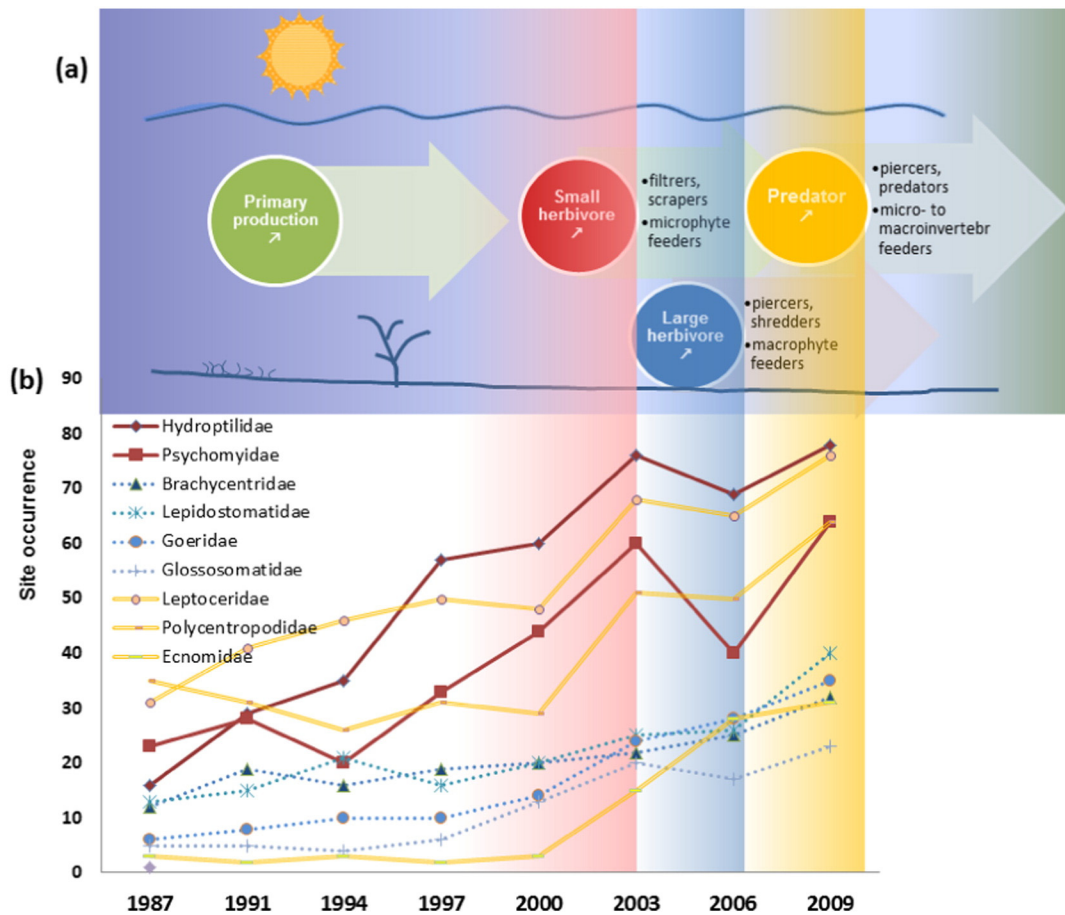 (a)
Primary
production
↗
Small
herbivore
↗
•filtrers,
scrapers
•microphyte
feeders
Predator
↗
•piercers,
predators
•micro- to
macroinvertebr
feeders
Large
herbivore
↗
•piercers,
shredders
•macrophyte
feeders
(b)
Site occurrence
90
80
70
60
50
40
30
20
10
0
Hydroptilidae
Psychomyidae
Brachycentridae
Lepidostomatidae
Goeridae
Glossosomatidae
Leptoceridae
Polycentropodidae
Ecnomidae
1987 1991 1994 1997 2000 2003 2006 2009